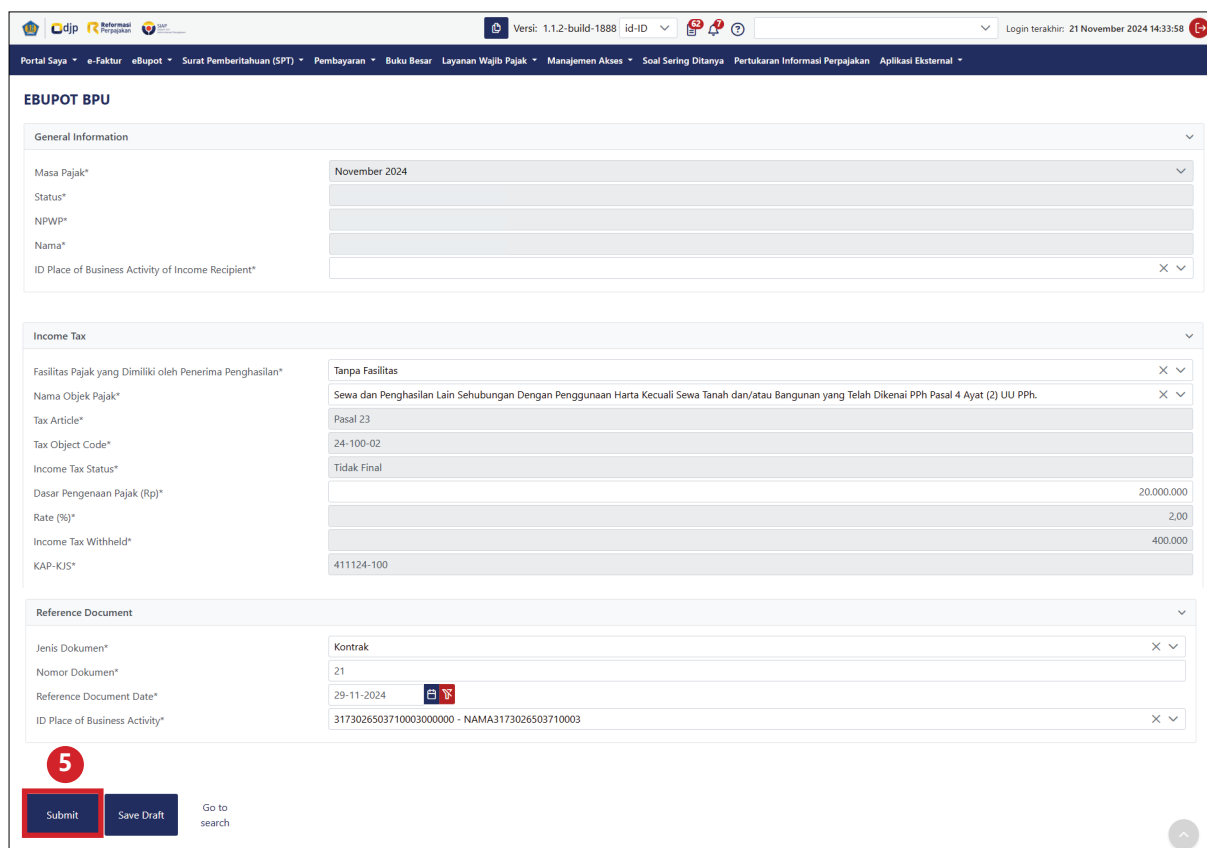 djp Reformasi Perpajakan SIAP Versi: 1.1.2-build-1888 id-ID 62 7 Login terakhir: 21 November 2024 14:33:58
Portal Saya e-Faktur eBupot Surat Pemberitahuan (SPT) Pembayaran Buku Besar Layanan Wajib Pajak Manajemen Akses Soal Sering Ditanya Pertukaran Informasi Perpajakan Aplikasi Eksternal
EBUPOT BPU
General Information
Masa Pajak* November 2024
Status*
NPWP*
Nama*
ID Place of Business Activity of Income Recipient*
Income Tax
Fasilitas Pajak yang Dimiliki oleh Penerima Penghasilan* Tanpa Fasilitas
Nama Objek Pajak* Sewa dan Penghasilan Lain Sehubungan Dengan Penggunaan Harta Kecuali Sewa Tanah dan/atau Bangunan yang Telah Dikenai PPh Pasal 4 Ayat (2) UU PPh.
Tax Article* Pasal 23
Tax Object Code* 24-100-02
Income Tax Status* Tidak Final
Dasar Pengenaan Pajak (Rp)* 20.000.000
Rate (%)* 2,00
Income Tax Withheld* 400.000
KAP-KJS* 411124-100
Reference Document
Jenis Dokumen* Kontrak
Nomor Dokumen* 21
Reference Document Date* 29-11-2024
ID Place of Business Activity* 3173026503710003000000 - NAMA3173026503710003
5
Submit Save Draft Go to
search